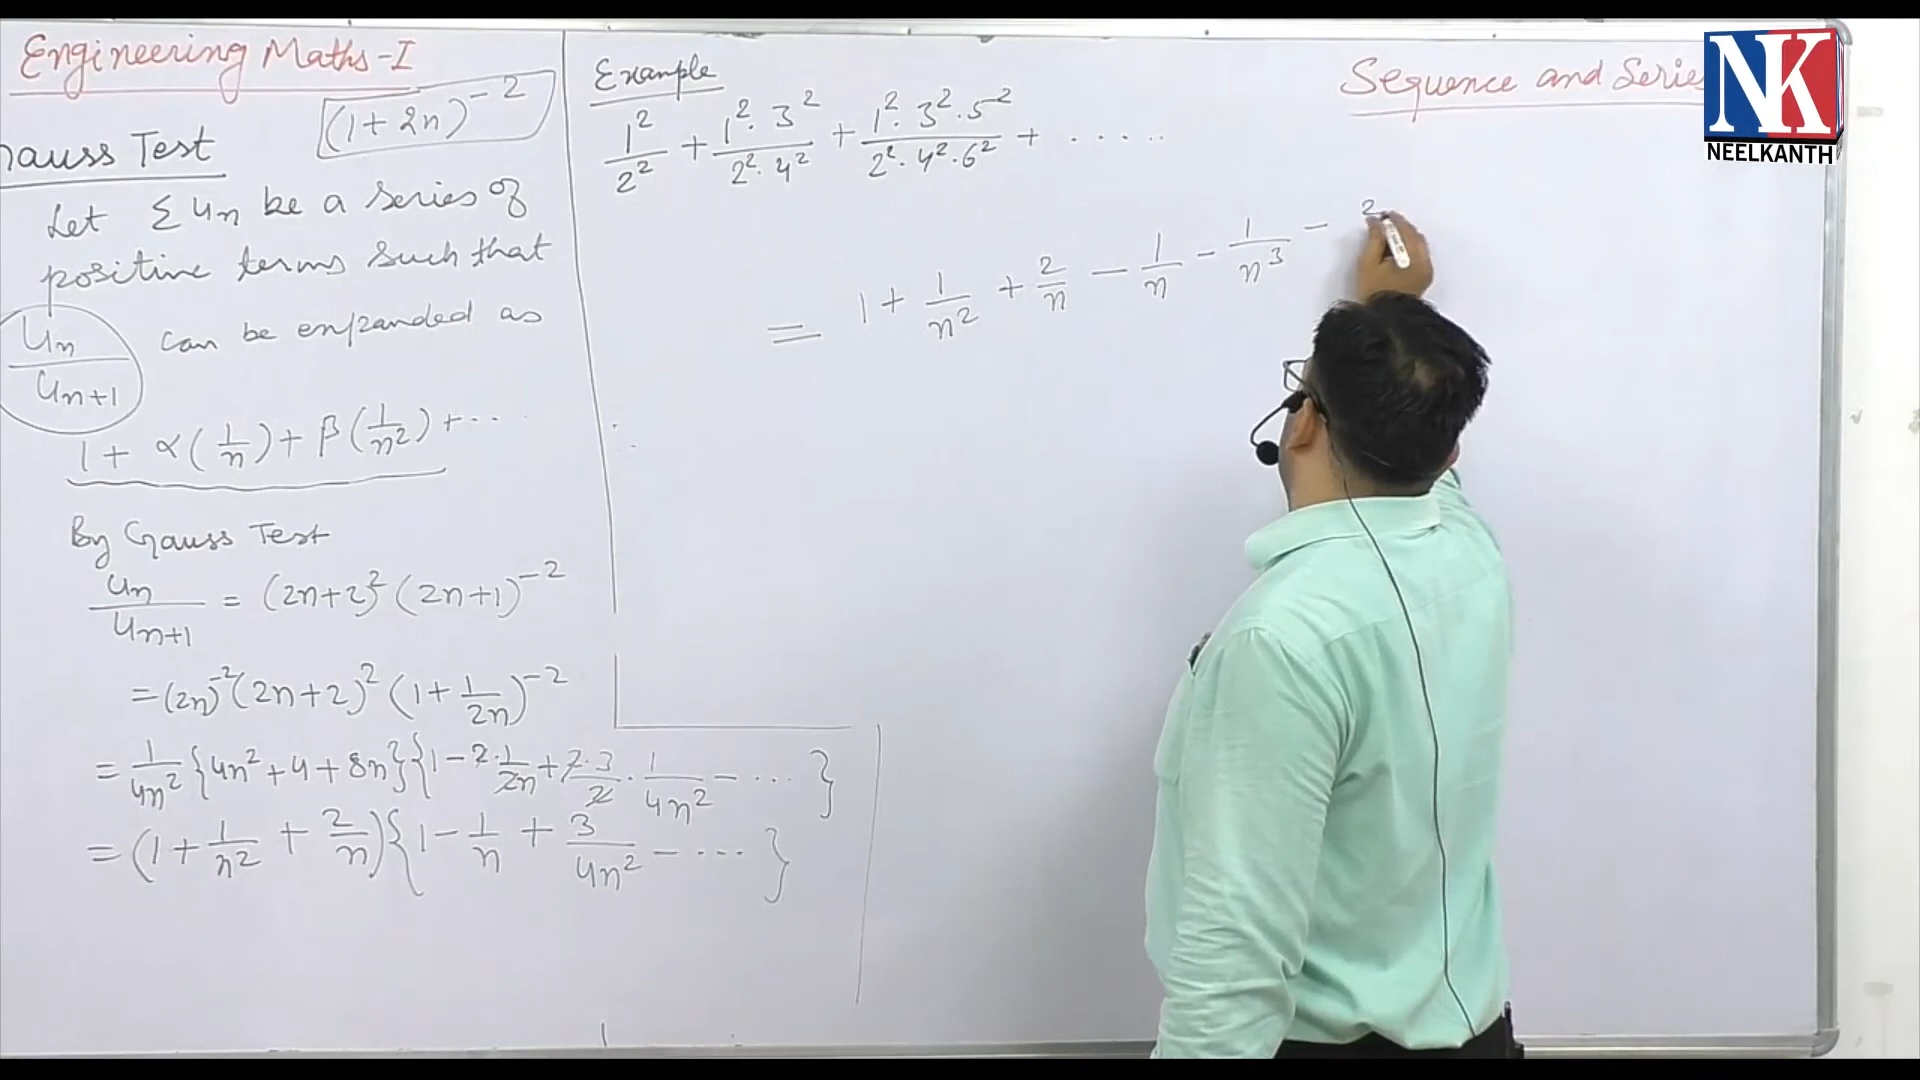 Engineering Maths-I
(1+2n)^-2
Gauss Test
Let Σ Un be a series of
positive terms such that
Un / Un+1 can be expanded as
1 + α(1/n) + β(1/n²) + ...
By Gauss Test
Un / Un+1 = (2n+2)² (2n+1)^-2
= (2n)^-2 (2n+2)² (1 + 1/2n)^-2
= 1/4n² {4n² + 4 + 8n} {1 - 2·1/2n + 2·3/2 · 1/4n² - ... }
= (1 + 1/n² + 2/n) {1 - 1/n + 3/4n² - ... }
Example
1²/2² + 1²·3²/2²·4² + 1²·3²·5²/2²·4²·6² + ......
= 1 + 1/n² + 2/n - 1/n - 1/n³ - 2
Sequence and Serie
NK
NEELKANTH